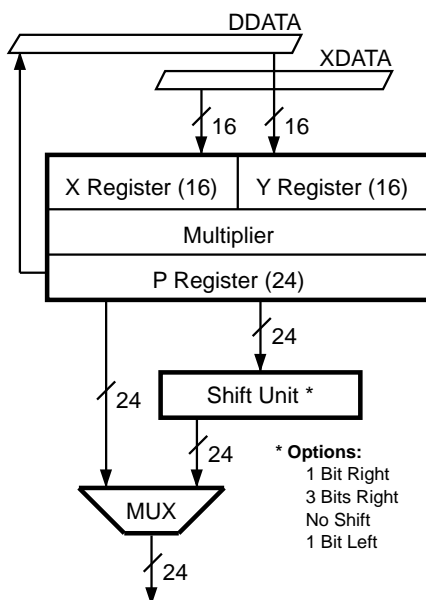 DDATA
XDATA
16
16
X Register (16)
Y Register (16)
Multiplier
P Register (24)
24
24
Shift Unit *
24
* Options:
1 Bit Right
3 Bits Right
No Shift
1 Bit Left
MUX
24